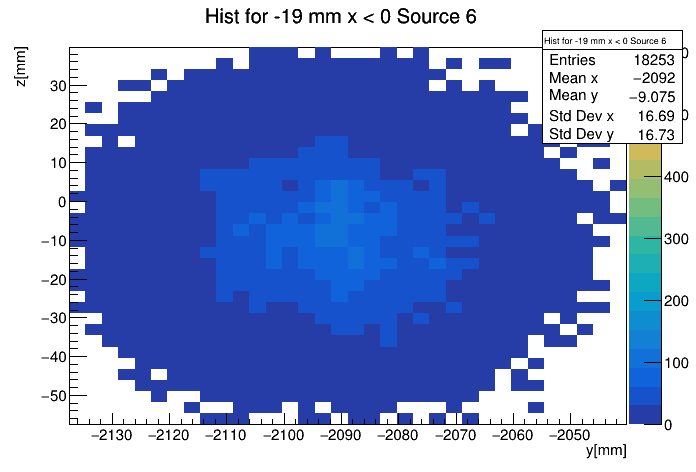 Hist for -19 mm x < 0 Source 6
z[mm]
Hist for -19 mm x < 0 Source 6
Entries 18253
Mean x −2092
Mean y −9.075
Std Dev x 16.69
Std Dev y 16.73
30
20
10
0
−10
−20
−30
−40
−50
0
0
400
300
200
100
0
−2130 −2120 −2110 −2100 −2090 −2080 −2070 −2060 −2050
y[mm]